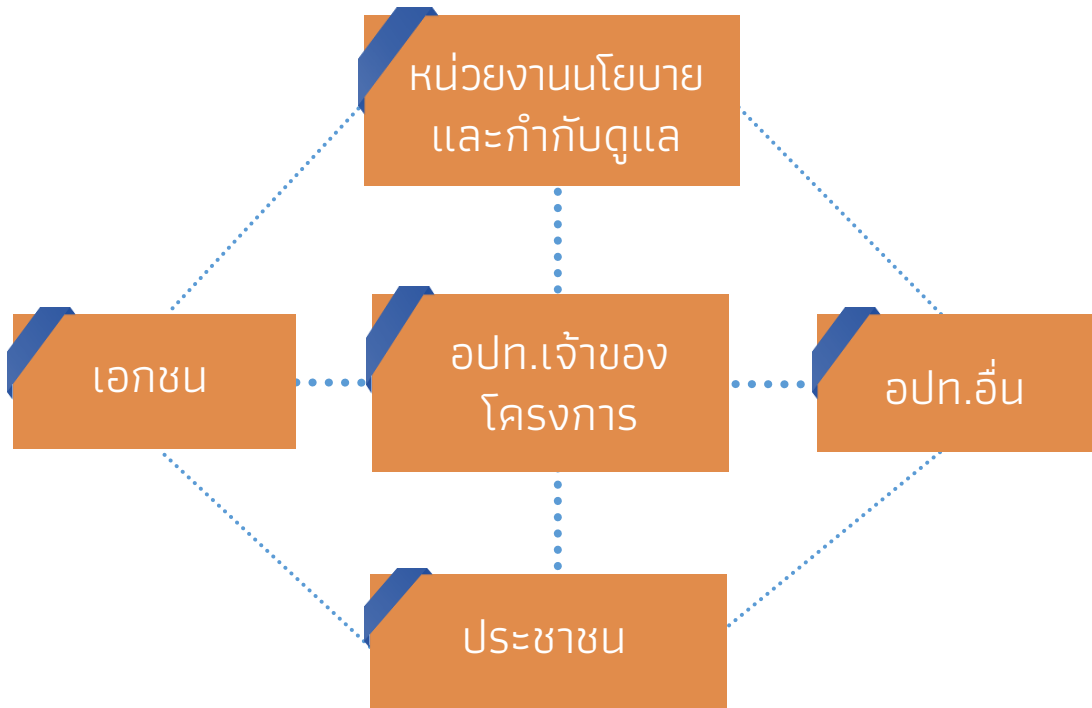 หน่วยงานนโยบาย
และกำกับดูแล
เอกชน
อปท.เจ้าของ
โครงการ
อปท.อื่น
ประชาชน